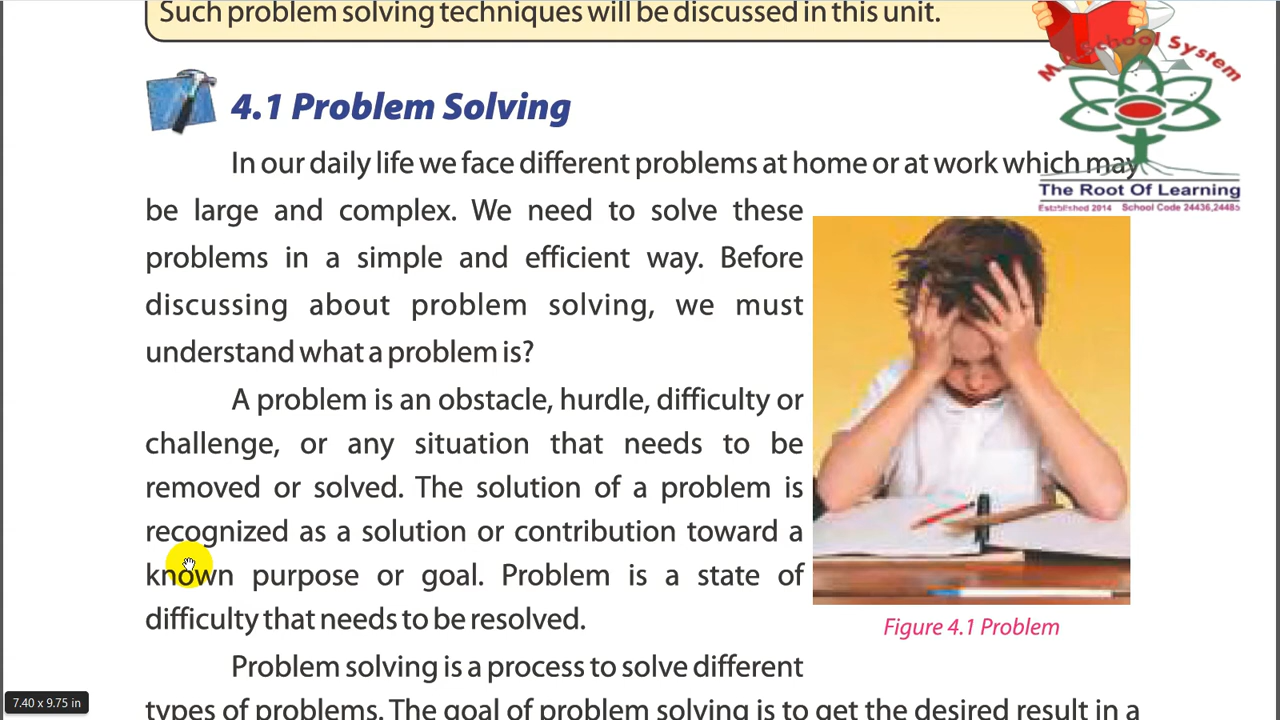 Such problem solving techniques will be discussed in this unit.
4.1 Problem Solving
In our daily life we face different problems at home or at work which may
be large and complex. We need to solve these
problems in a simple and efficient way. Before
discussing about problem solving, we must
understand what a problem is?
A problem is an obstacle, hurdle, difficulty or
challenge, or any situation that needs to be
removed or solved. The solution of a problem is
recognized as a solution or contribution toward a
known purpose or goal. Problem is a state of
difficulty that needs to be resolved.
Problem solving is a process to solve different
types of problems. The goal of problem solving is to get the desired result in a
School System
The Root Of Learning
Established 2014 School Code 24436,24485
Figure 4.1 Problem
7.40 x 9.75 in